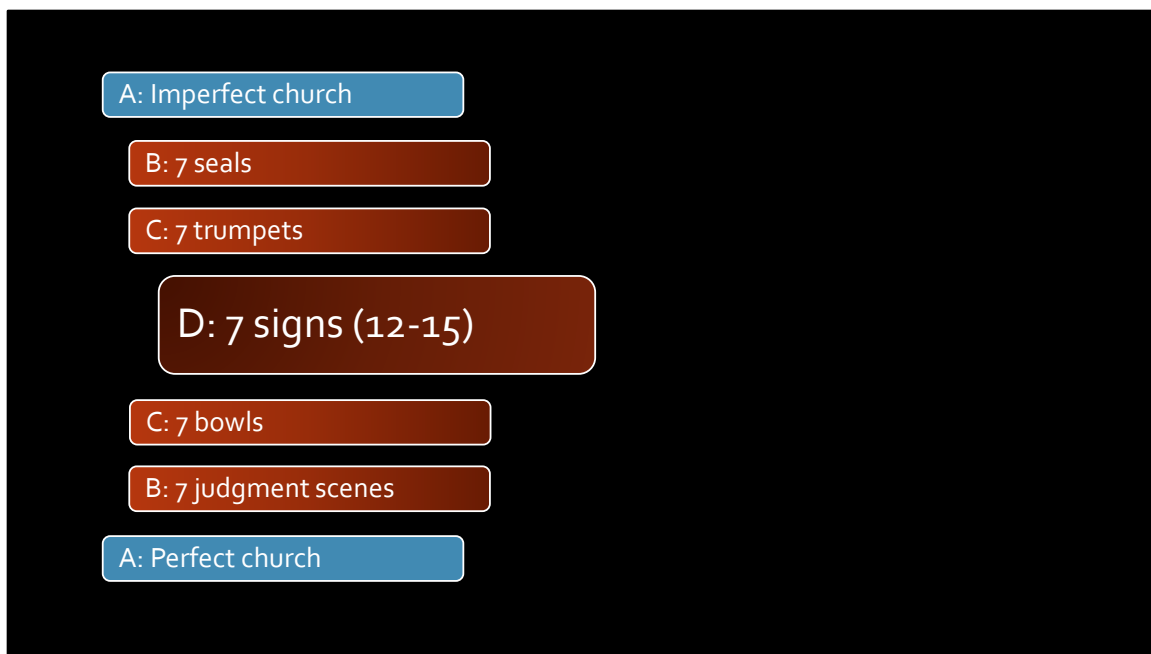 A: Imperfect church
B: 7 seals
C: 7 trumpets
D: 7 signs (12-15)
C: 7 bowls
B: 7 judgment scenes
A: Perfect church